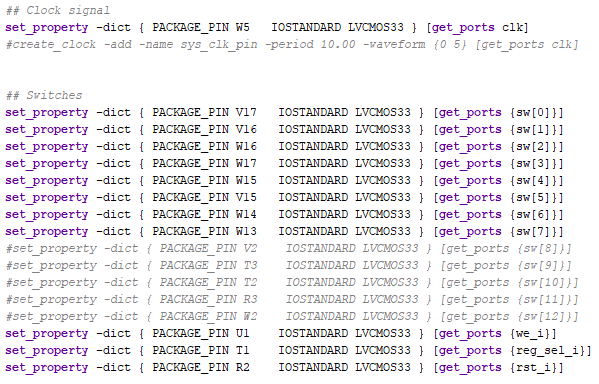 ## Clock signal
set_property -dict { PACKAGE_PIN W5   IOSTANDARD LVCMOS33 } [get_ports clk]
#create_clock -add -name sys_clk_pin -period 10.00 -waveform {0 5} [get_ports clk]
## Switches
set_property -dict { PACKAGE_PIN V17   IOSTANDARD LVCMOS33 } [get_ports {sw[0]}]
set_property -dict { PACKAGE_PIN V16   IOSTANDARD LVCMOS33 } [get_ports {sw[1]}]
set_property -dict { PACKAGE_PIN W16   IOSTANDARD LVCMOS33 } [get_ports {sw[2]}]
set_property -dict { PACKAGE_PIN W17   IOSTANDARD LVCMOS33 } [get_ports {sw[3]}]
set_property -dict { PACKAGE_PIN W15   IOSTANDARD LVCMOS33 } [get_ports {sw[4]}]
set_property -dict { PACKAGE_PIN V15   IOSTANDARD LVCMOS33 } [get_ports {sw[5]}]
set_property -dict { PACKAGE_PIN W14   IOSTANDARD LVCMOS33 } [get_ports {sw[6]}]
set_property -dict { PACKAGE_PIN W13   IOSTANDARD LVCMOS33 } [get_ports {sw[7]}]
#set_property -dict { PACKAGE_PIN V2    IOSTANDARD LVCMOS33 } [get_ports {sw[8]}]
#set_property -dict { PACKAGE_PIN T3    IOSTANDARD LVCMOS33 } [get_ports {sw[9]}]
#set_property -dict { PACKAGE_PIN T2    IOSTANDARD LVCMOS33 } [get_ports {sw[10]}]
#set_property -dict { PACKAGE_PIN R3    IOSTANDARD LVCMOS33 } [get_ports {sw[11]}]
#set_property -dict { PACKAGE_PIN W2    IOSTANDARD LVCMOS33 } [get_ports {sw[12]}]
set_property -dict { PACKAGE_PIN U1    IOSTANDARD LVCMOS33 } [get_ports {we_i}]
set_property -dict { PACKAGE_PIN T1    IOSTANDARD LVCMOS33 } [get_ports {reg_sel_i}]
set_property -dict { PACKAGE_PIN R2    IOSTANDARD LVCMOS33 } [get_ports {rst_i}]